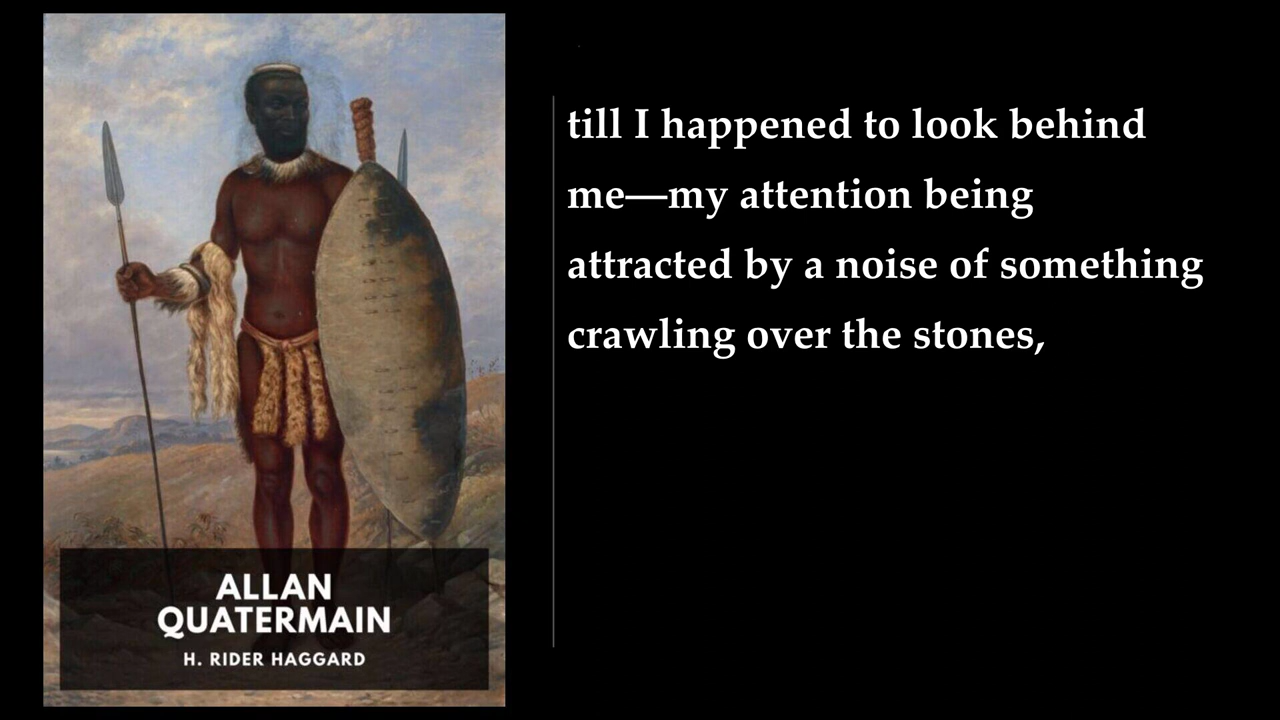 till I happened to look behind
me—my attention being
attracted by a noise of something
crawling over the stones,
ALLAN
QUATERMAIN
H. RIDER HAGGARD